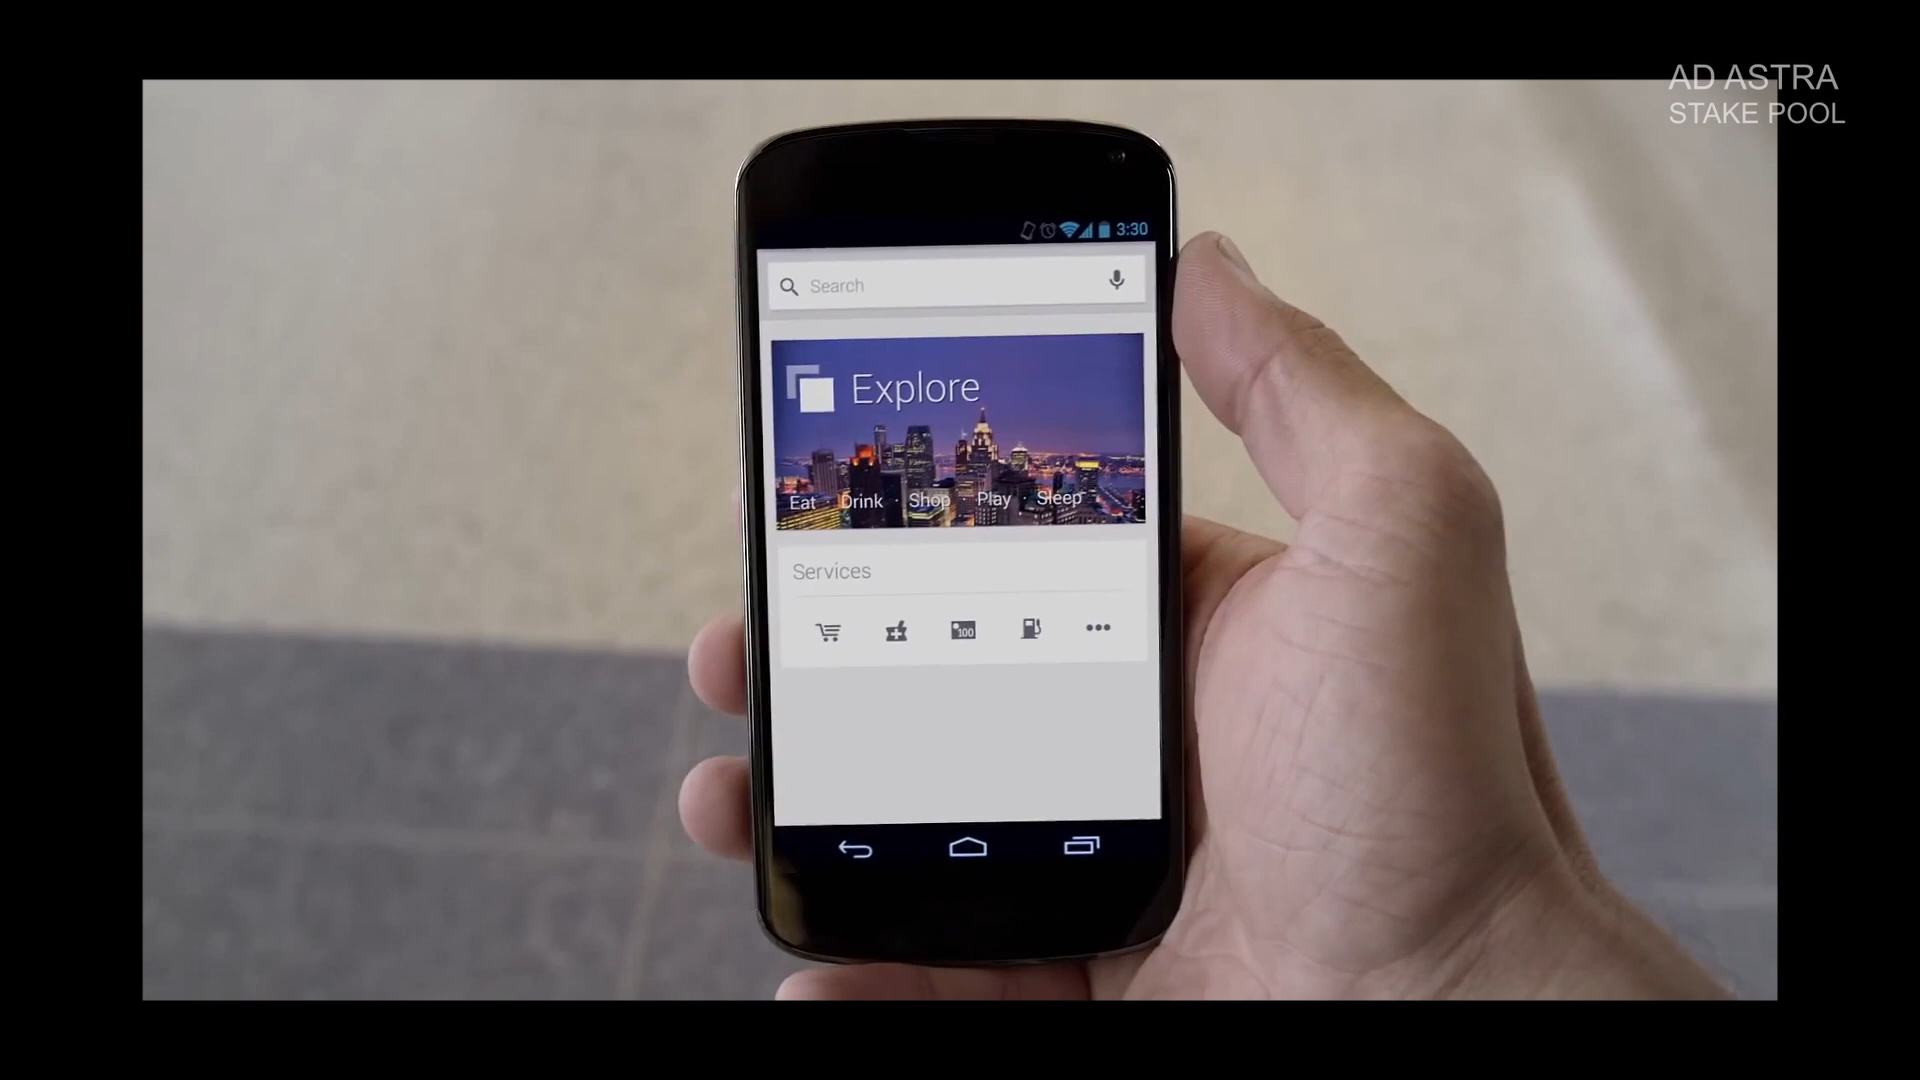 AD ASTRA
STAKE POOL
3:30
Search
Explore
Eat · Drink · Shop · Play · Sleep
Services
100